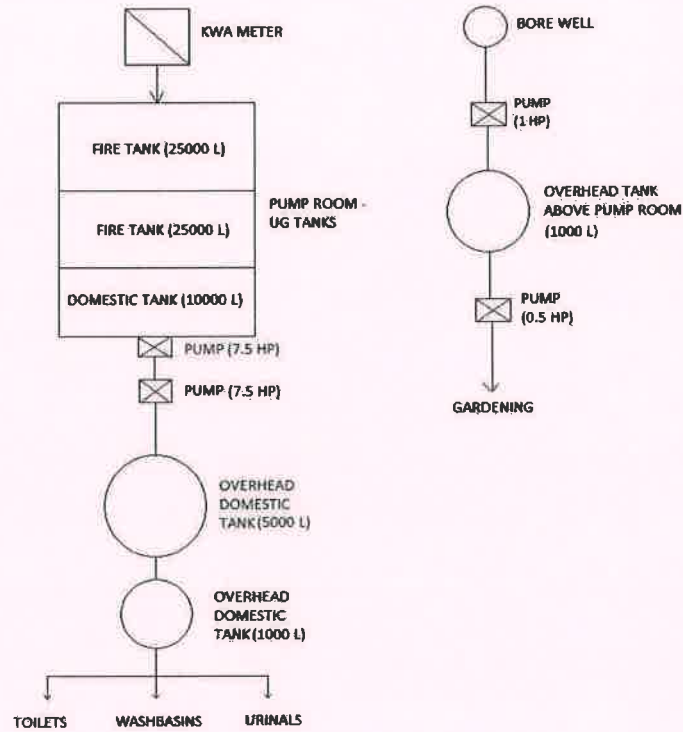 KWA METER
FIRE TANK (25000 L)
FIRE TANK (25000 L)
DOMESTIC TANK (10000 L)
PUMP ROOM -
UG TANKS
PUMP (7.5 HP)
PUMP (7.5 HP)
OVERHEAD
DOMESTIC
TANK (5000 L)
OVERHEAD
DOMESTIC
TANK (1000 L)
TOILETS
WASHBASINS
URINALS
BORE WELL
PUMP
(1 HP)
OVERHEAD TANK
ABOVE PUMP ROOM
(1000 L)
PUMP
(0.5 HP)
GARDENING